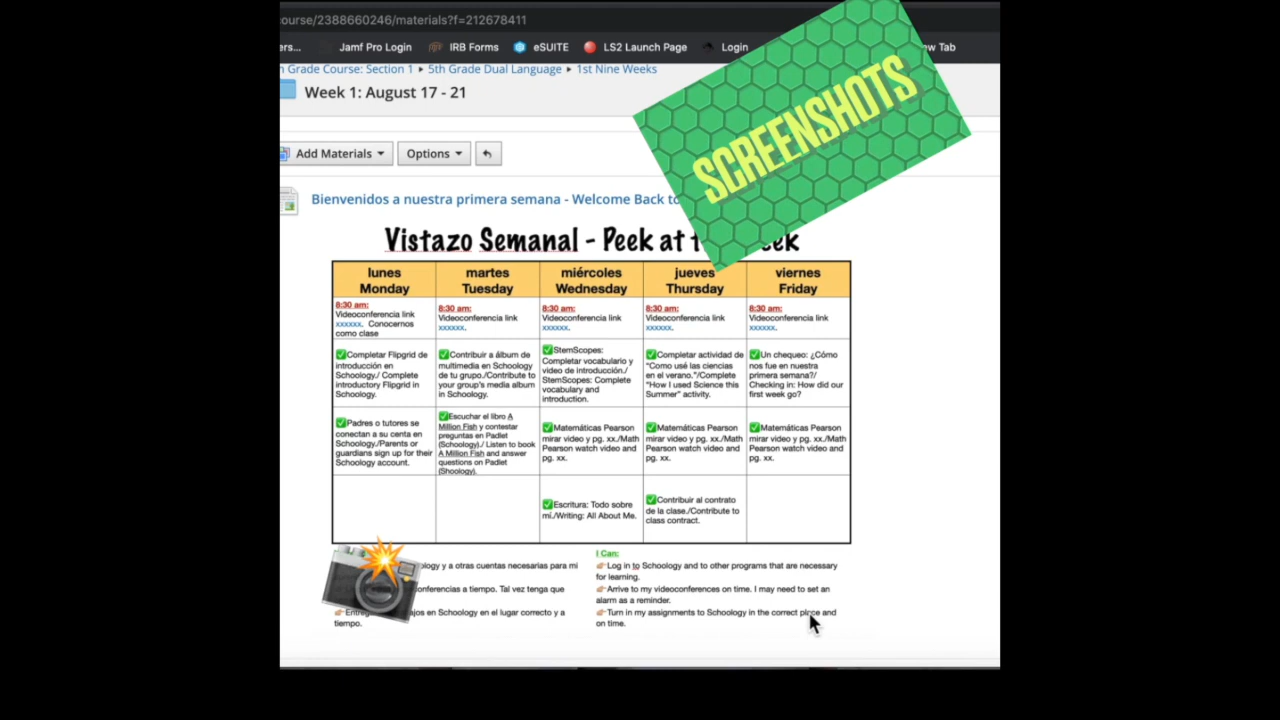 course/2388660246/materials?f=212678411
ers... Jamf Pro Login IRB Forms eSUITE LS2 Launch Page Login w Tab
Grade Course: Section 1 ▸ 5th Grade Dual Language ▸ 1st Nine Weeks
Week 1: August 17 - 21
SCREENSHOTS
Add Materials Options
Bienvenidos a nuestra primera semana - Welcome Back to
Vistazo Semanal - Peek at
lunes
Monday
martes
Tuesday
miércoles
Wednesday
jueves
Thursday
viernes
Friday
8:30 am:
Videoconferencia link
xxxxxx. Conocernos
como clase
8:30 am:
Videoconferencia link
xxxxxx.
8:30 am:
Videoconferencia link
xxxxxx.
8:30 am:
Videoconferencia link
xxxxxx.
8:30 am:
Videoconferencia link
xxxxxx.
✅Completar Flipgrid de
introducción en
Schoology./ Complete
introductory Flipgrid in
Schoology.
✅Contribuir a álbum de
multimedia en Schoology
de tu grupo./Contribute to
your group's media album
in Schoology.
✅StemScopes:
Completar vocabulario y
video de introducción./
StemScopes: Complete
vocabulary and
introduction.
✅Completar actividad de
"Como usé las ciencias
en el verano."/Complete
"How I used Science this
Summer" activity.
✅Un chequeo: ¿Cómo
nos fue en nuestra
primera semana?/
Checking in: How did our
first week go?
✅Padres o tutores se
conectan a su centa en
Schoology./Parents or
guardians sign up for their
Schoology account.
✅Escuchar el libro A
Million Fish y contestar
preguntas en Padlet
(Schoology)./ Listen to book
A Million Fish and answer
questions on Padlet
(Shoology).
✅Matemáticas Pearson
mirar video y pg. xx./Math
Pearson watch video and
pg. xx.
✅Matemáticas Pearson
mirar video y pg. xx./Math
Pearson watch video and
pg. xx.
✅Matemáticas Pearson
mirar video y pg. xx./Math
Pearson watch video and
pg. xx.
✅Escritura: Todo sobre
mí./Writing: All About Me.
✅Contribuir al contrato
de la clase./Contribute to
class contract.
ology y a otras cuentas necesarias para mi
conferencias a tiempo. Tal vez tenga que
ajos en Schoology en el lugar correcto y a
tiempo.
I Can:
👉Log in to Schoology and to other programs that are necessary
for learning.
👉Arrive to my videoconferences on time. I may need to set an
alarm as a reminder.
👉Turn in my assignments to Schoology in the correct place and
on time.